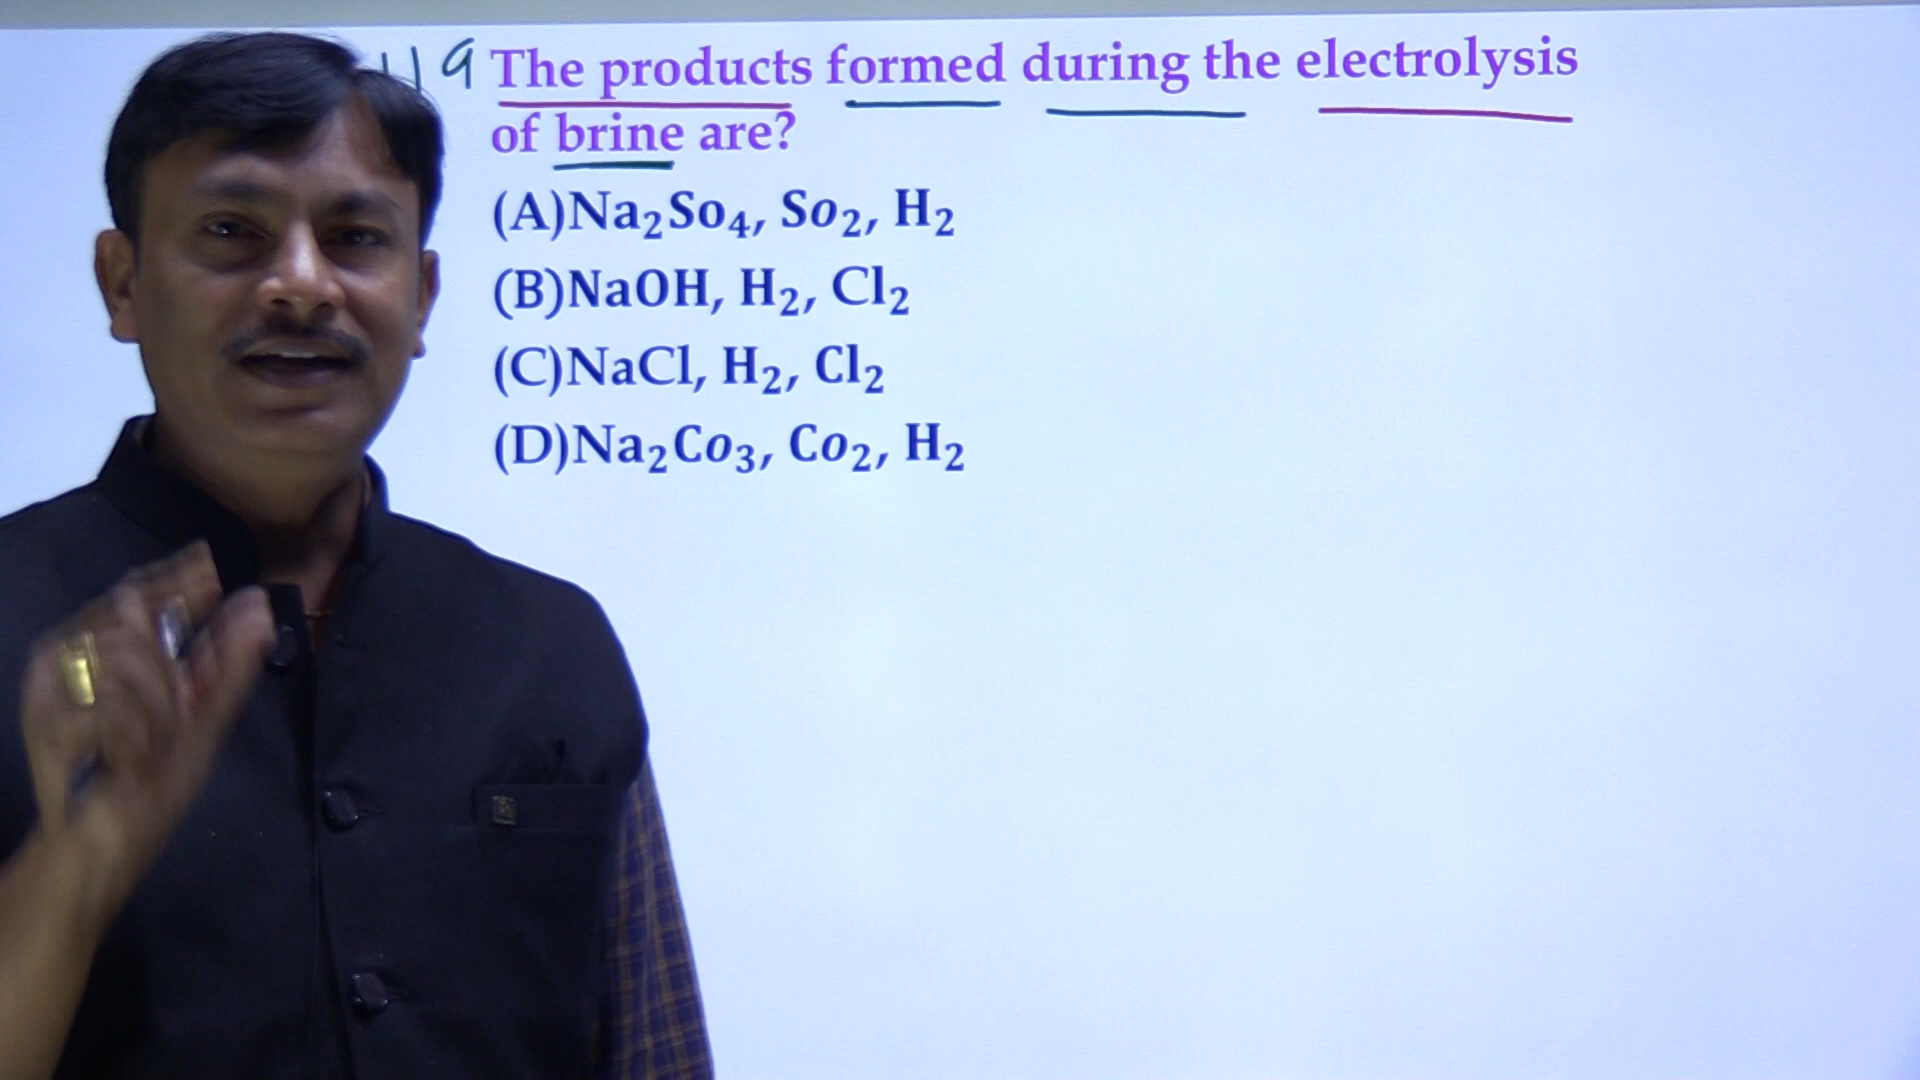 119 The products formed during the electrolysis
of brine are?
(A)Na₂So₄, So₂, H₂
(B)NaOH, H₂, Cl₂
(C)NaCl, H₂, Cl₂
(D)Na₂Co₃, Co₂, H₂